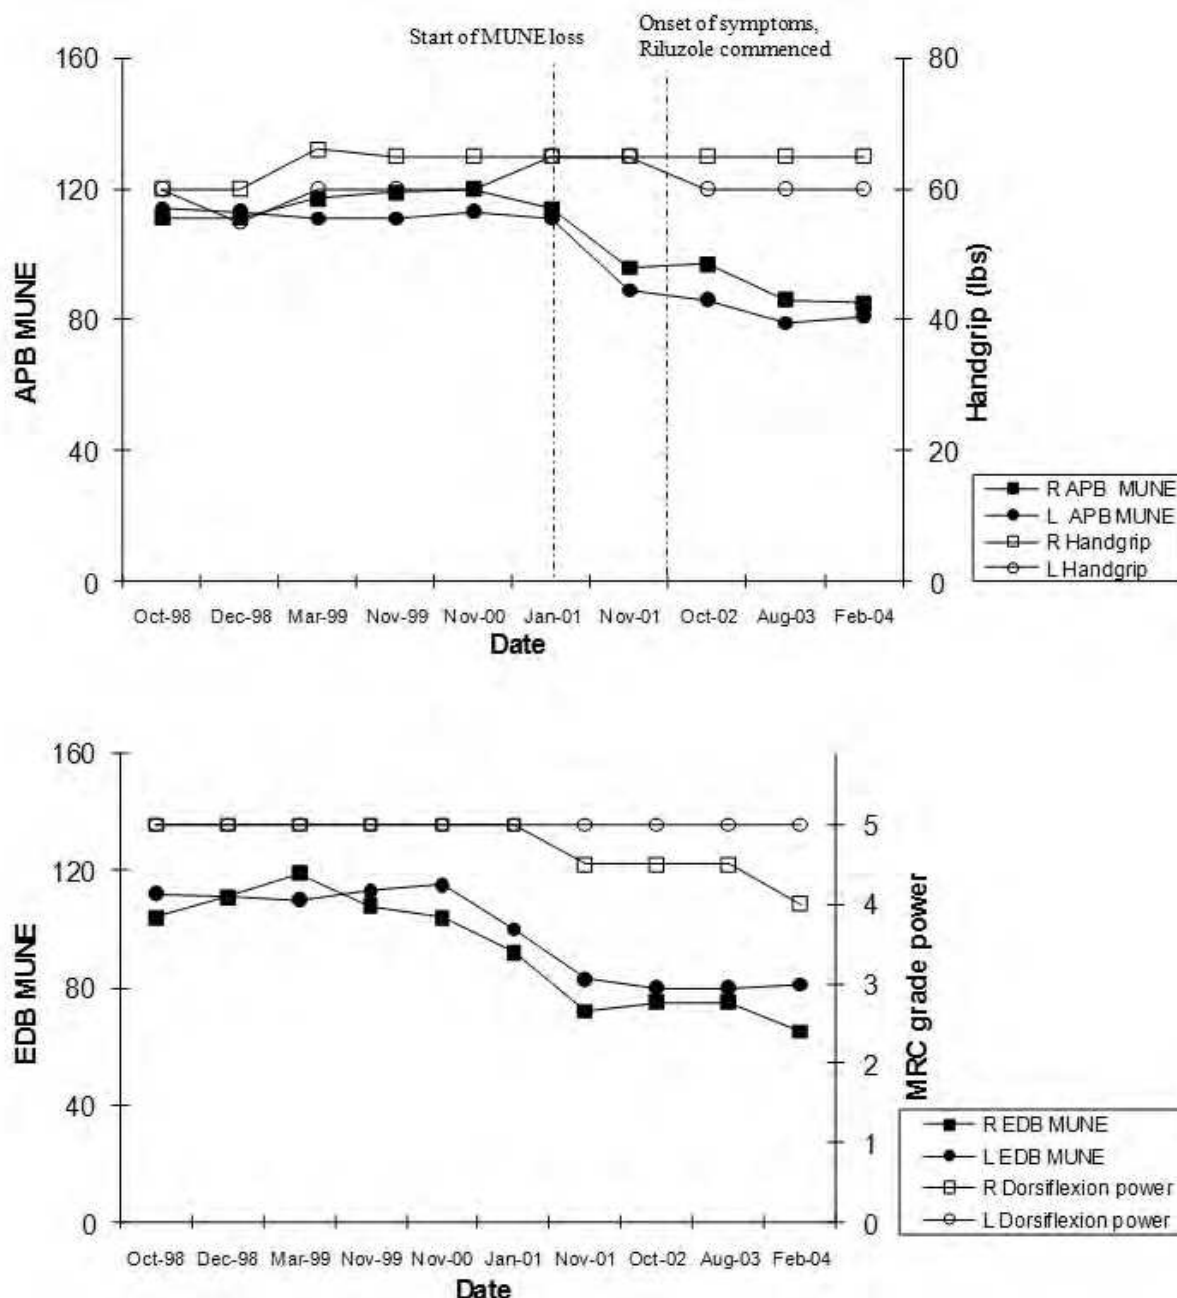 Start of MUNE loss
Onset of symptoms,
Riluzole commenced
160
120
80
40
0
APB MUNE
80
60
40
20
0
Handgrip (lbs)
R APB MUNE
L APB MUNE
R Handgrip
L Handgrip
Oct-98 Dec-98 Mar-99 Nov-99 Nov-00 Jan-01 Nov-01 Oct-02 Aug-03 Feb-04
Date
160
120
80
40
0
EDB MUNE
5
4
3
2
1
0
MRC grade power
R EDB MUNE
L EDB MUNE
R Dorsiflexion power
L Dorsiflexion power
Oct-98 Dec-98 Mar-99 Nov-99 Nov-00 Jan-01 Nov-01 Oct-02 Aug-03 Feb-04
Date